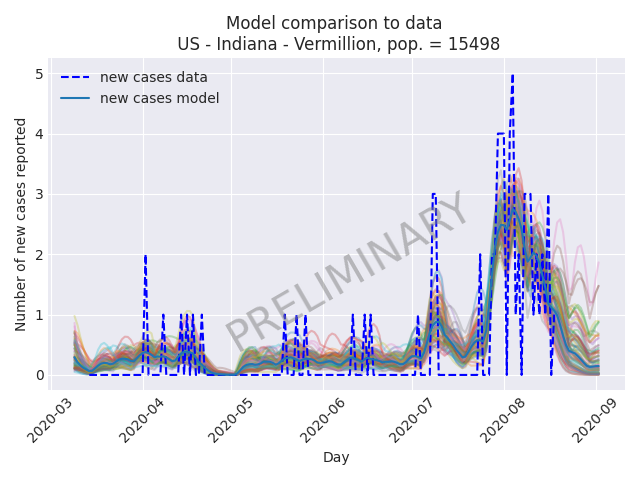 Model comparison to data
US - Indiana - Vermillion, pop. = 15498
new cases data
new cases model
PRELIMINARY
Number of new cases reported
5
4
3
2
1
0
2020-03
2020-04
2020-05
2020-06
2020-07
2020-08
2020-09
Day